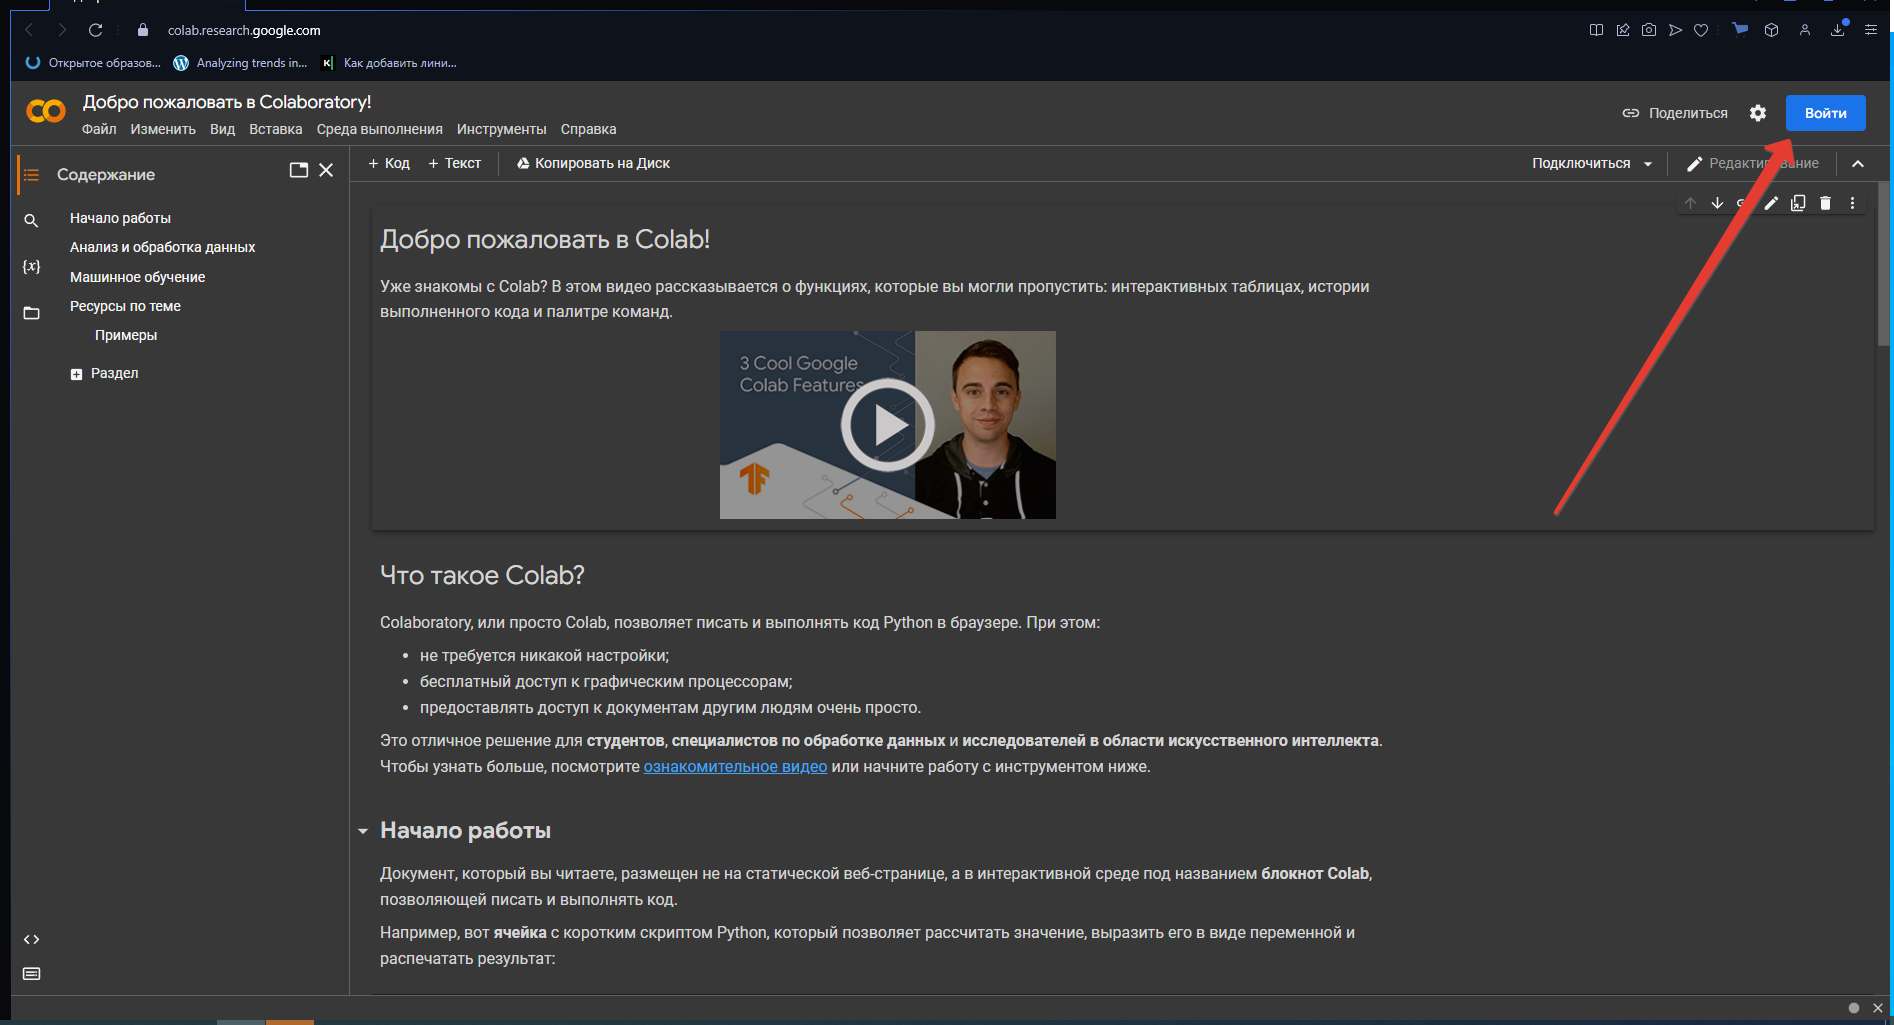 colab.research.google.com
Открытое образов...
Analyzing trends in...
Как добавить лини...
Добро пожаловать в Colaboratory!
Файл Изменить Вид Вставка Среда выполнения Инструменты Справка
Поделиться
Войти
Содержание
Начало работы
Анализ и обработка данных
Машинное обучение
Ресурсы по теме
Примеры
Раздел
+ Код + Текст Копировать на Диск
Подключиться
Редактирование
Добро пожаловать в Colab!
Уже знакомы с Colab? В этом видео рассказывается о функциях, которые вы могли пропустить: интерактивных таблицах, истории
выполненного кода и палитре команд.
3 Cool Google
Colab Features
Что такое Colab?
Colaboratory, или просто Colab, позволяет писать и выполнять код Python в браузере. При этом:
• не требуется никакой настройки;
• бесплатный доступ к графическим процессорам;
• предоставлять доступ к документам другим людям очень просто.
Это отличное решение для студентов, специалистов по обработке данных и исследователей в области искусственного интеллекта.
Чтобы узнать больше, посмотрите ознакомительное видео или начните работу с инструментом ниже.
Начало работы
Документ, который вы читаете, размещен не на статической веб-странице, а в интерактивной среде под названием блокнот Colab,
позволяющей писать и выполнять код.
Например, вот ячейка с коротким скриптом Python, который позволяет рассчитать значение, выразить его в виде переменной и
распечатать результат: